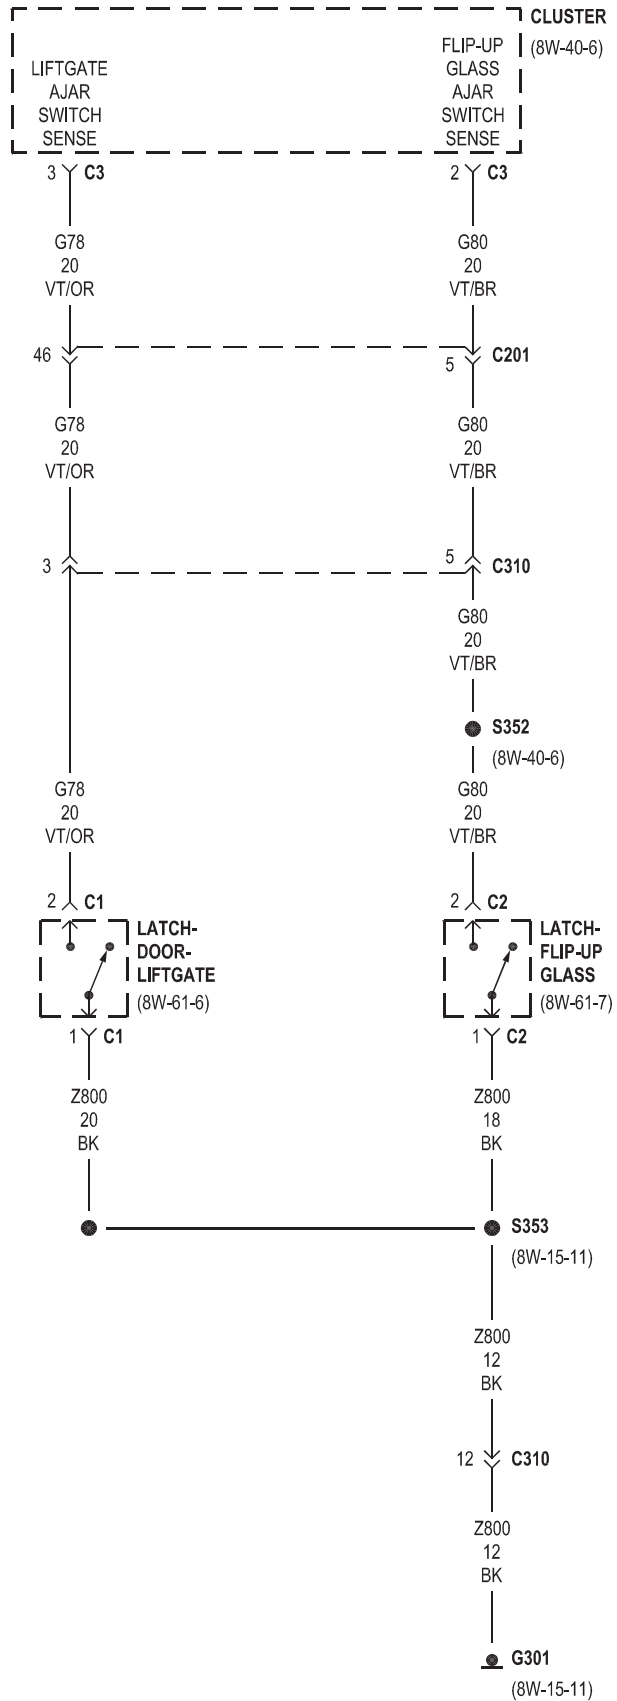 CLUSTER
(8W-40-6)
LIFTGATE
AJAR
SWITCH
SENSE
FLIP-UP
GLASS
AJAR
SWITCH
SENSE
3 C3
2 C3
G78
20
VT/OR
G80
20
VT/BR
46
5 C201
G78
20
VT/OR
G80
20
VT/BR
3
5 C310
G80
20
VT/BR
S352
(8W-40-6)
G78
20
VT/OR
G80
20
VT/BR
2 C1
2 C2
LATCH-
DOOR-
LIFTGATE
(8W-61-6)
LATCH-
FLIP-UP
GLASS
(8W-61-7)
1 C1
1 C2
Z800
20
BK
Z800
18
BK
S353
(8W-15-11)
Z800
12
BK
12 C310
Z800
12
BK
G301
(8W-15-11)